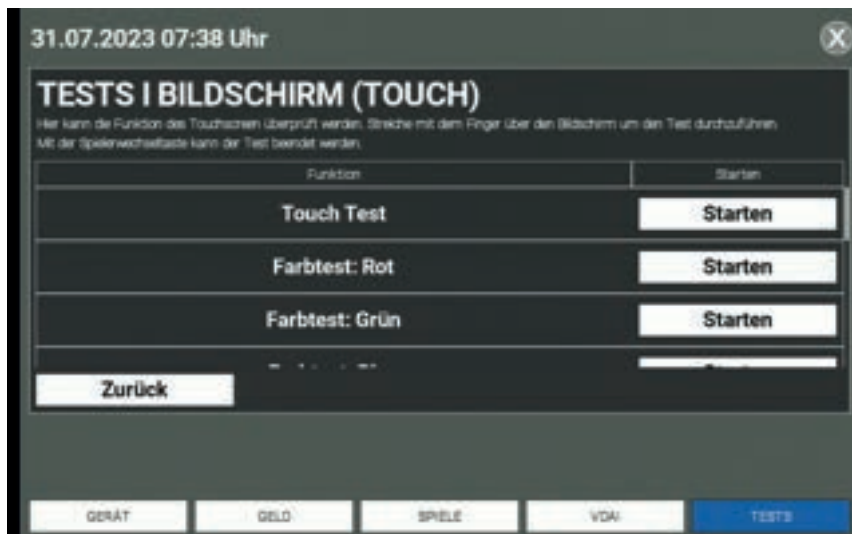 31.07.2023 07:38 Uhr
X
TESTS I BILDSCHIRM (TOUCH)
Hier kann die Funktion des Touchscreen überprüft werden. Streiche mit dem Finger über den Bildschirm um den Test durchzuführen.
Mit der Spielerwechseltaste kann der Test beendet werden.
Funktion Starten
Touch Test Starten
Farbtest: Rot Starten
Farbtest: Grün Starten
Zurück
GERÄT GELD SPIELE VDAI TESTS